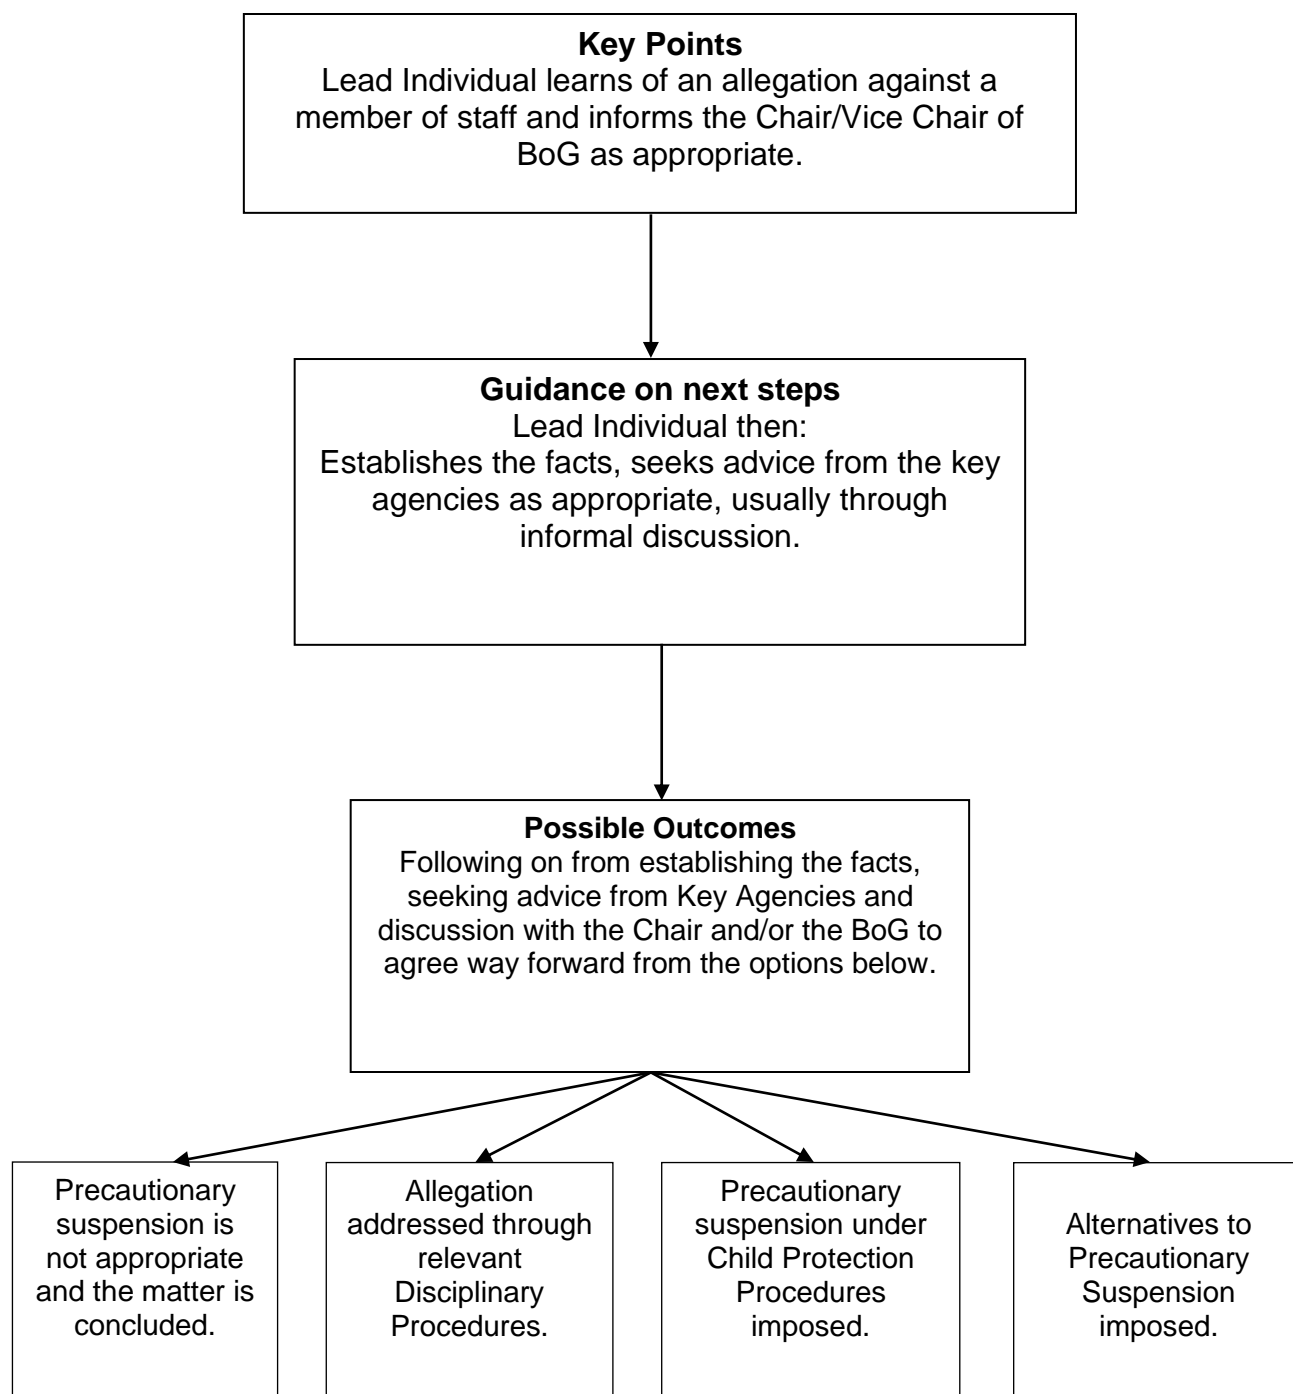 Key Points
Lead Individual learns of an allegation against a
member of staff and informs the Chair/Vice Chair of
BoG as appropriate.
Guidance on next steps
Lead Individual then:
Establishes the facts, seeks advice from the key
agencies as appropriate, usually through
informal discussion.
Possible Outcomes
Following on from establishing the facts,
seeking advice from Key Agencies and
discussion with the Chair and/or the BoG to
agree way forward from the options below.
Precautionary
suspension is
not appropriate
and the matter is
concluded.
Allegation
addressed through
relevant
Disciplinary
Procedures.
Precautionary
suspension under
Child Protection
Procedures
imposed.
Alternatives to
Precautionary
Suspension
imposed.